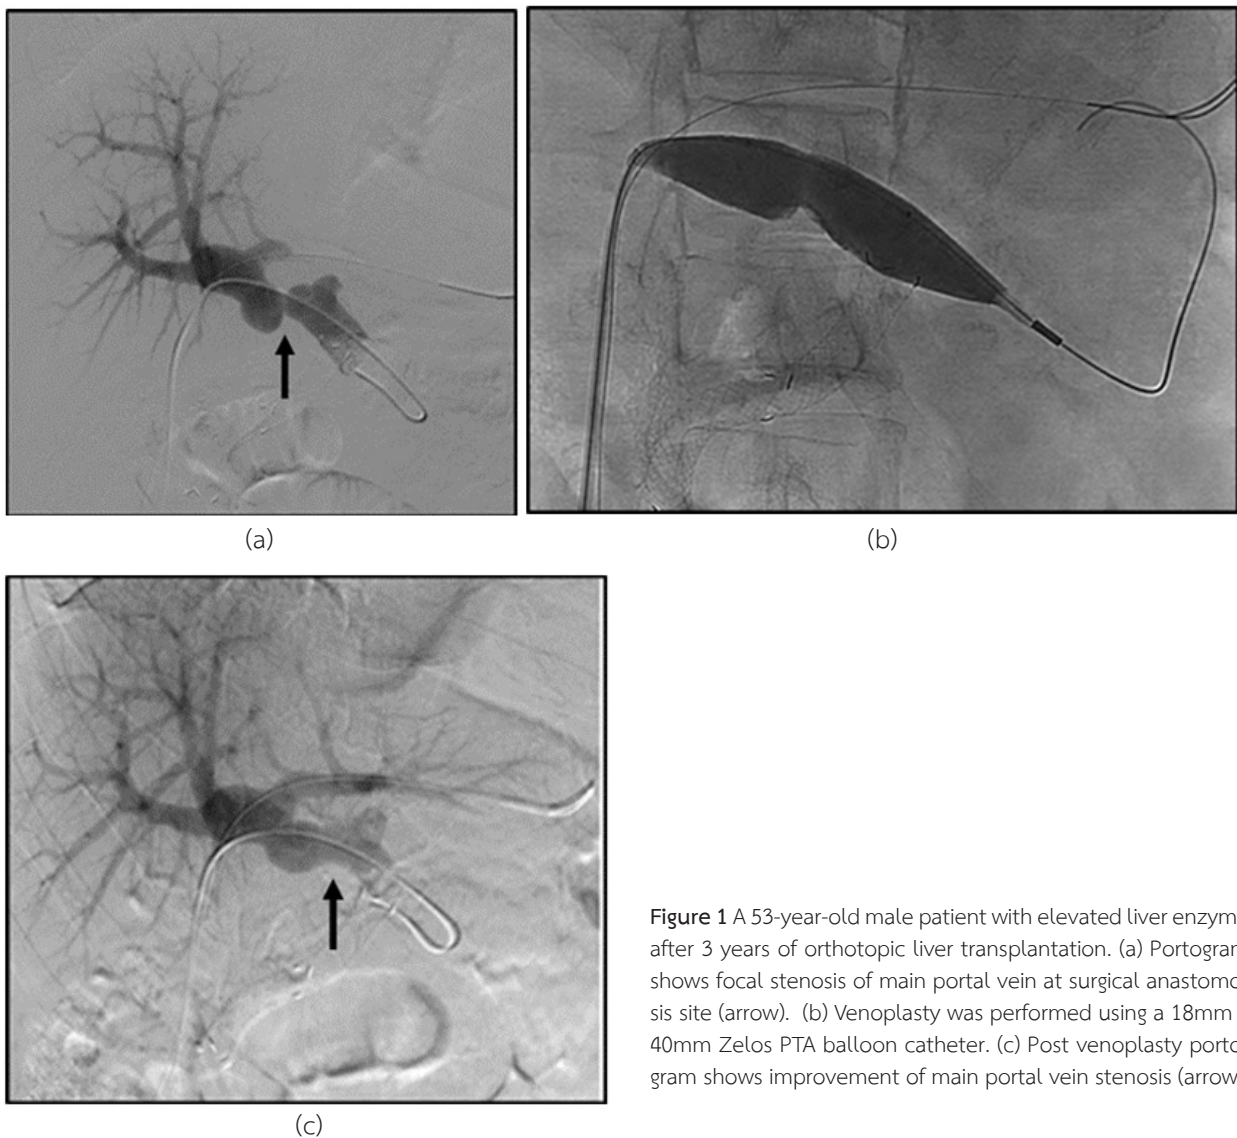 (a)
(b)
(c)
Figure 1 A 53-year-old male patient with elevated liver enzym
after 3 years of orthotopic liver transplantation. (a) Portogran
shows focal stenosis of main portal vein at surgical anastomo
sis site (arrow). (b) Venoplasty was performed using a 18mm
40mm Zelos PTA balloon catheter. (c) Post venoplasty porto
gram shows improvement of main portal vein stenosis (arrow